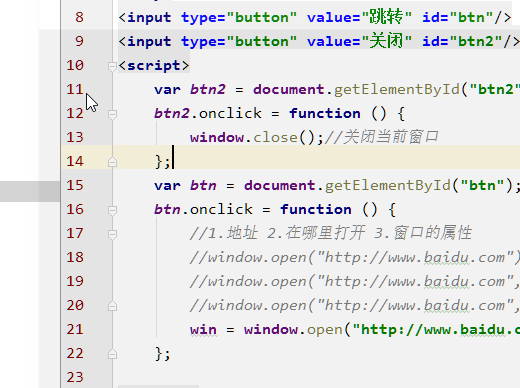 8 <input type="button" value="跳转" id="btn"/>
9 <input type="button" value="关闭" id="btn2"/>
10 <script>
11 var btn2 = document.getElementById("btn2"
12 btn2.onclick = function () {
13 window.close();//关闭当前窗口
14 };
15 var btn = document.getElementById("btn");
16 btn.onclick = function () {
17 //1.地址 2.在哪里打开 3.窗口的属性
18 //window.open("http://www.baidu.com")
19 //window.open("http://www.baidu.com",
20 //window.open("http://www.baidu.com",
21 win = window.open("http://www.baidu.c
22 };
23